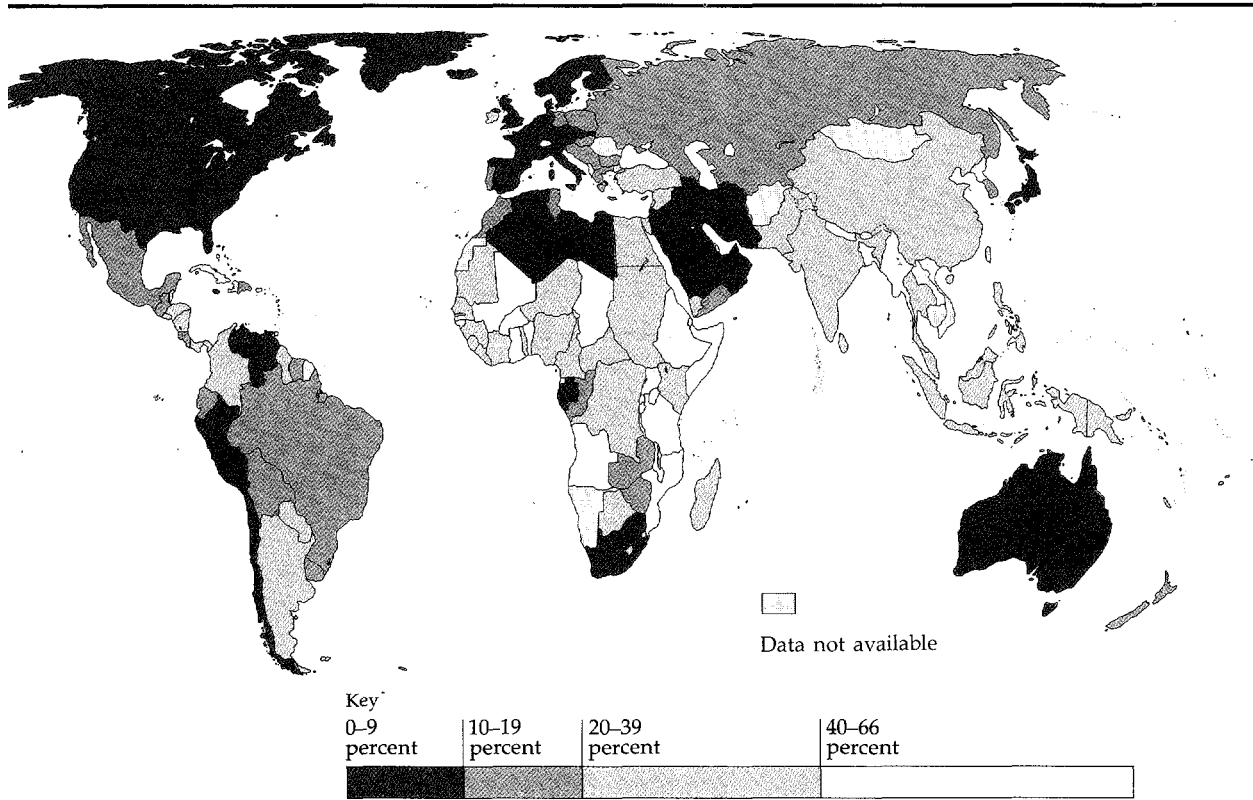 Data not available
Key
0–9 percent
10–19 percent
20–39 percent
40–66 percent